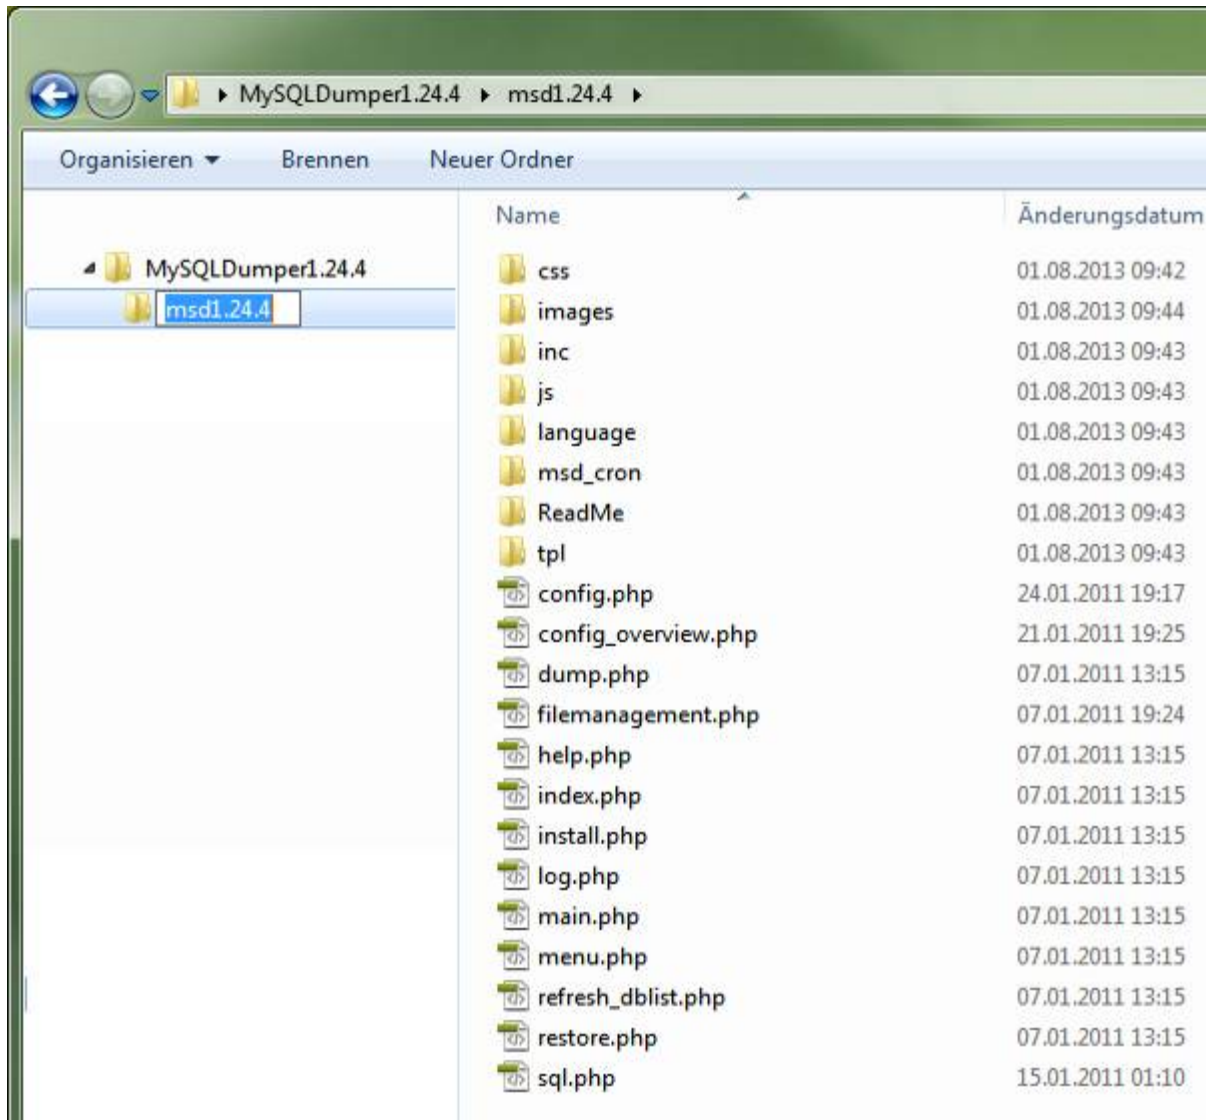 MySQLDumper1.24.4 msd1.24.4
Organisieren Brennen Neuer Ordner
MySQLDumper1.24.4
msd1.24.4
Name Änderungsdatum
css 01.08.2013 09:42
images 01.08.2013 09:44
inc 01.08.2013 09:43
js 01.08.2013 09:43
language 01.08.2013 09:43
msd_cron 01.08.2013 09:43
ReadMe 01.08.2013 09:43
tpl 01.08.2013 09:43
config.php 24.01.2011 19:17
config_overview.php 21.01.2011 19:25
dump.php 07.01.2011 13:15
filemanagement.php 07.01.2011 19:24
help.php 07.01.2011 13:15
index.php 07.01.2011 13:15
install.php 07.01.2011 13:15
log.php 07.01.2011 13:15
main.php 07.01.2011 13:15
menu.php 07.01.2011 13:15
refresh_dblist.php 07.01.2011 13:15
restore.php 07.01.2011 13:15
sql.php 15.01.2011 01:10